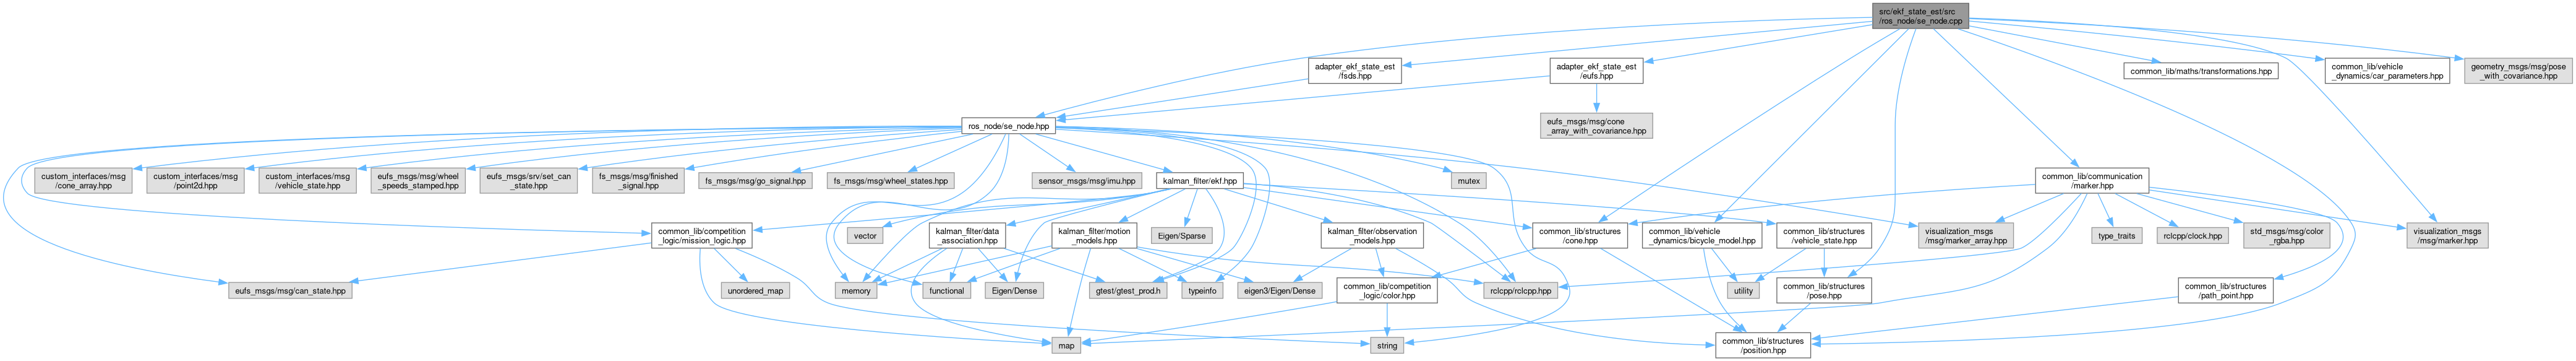 src/ekf_state_est/src
/ros_node/se_node.cpp
adapter_ekf_state_est
/fsds.hpp
adapter_ekf_state_est
/eufs.hpp
common_lib/maths/transformations.hpp
common_lib/vehicle
_dynamics/car_parameters.hpp
geometry_msgs/msg/pose
_with_covariance.hpp
ros_node/se_node.hpp
eufs_msgs/msg/cone
_array_with_covariance.hpp
custom_interfaces/msg
/cone_array.hpp
custom_interfaces/msg
/point2d.hpp
custom_interfaces/msg
/vehicle_state.hpp
eufs_msgs/msg/wheel
_speeds_stamped.hpp
eufs_msgs/srv/set_can
_state.hpp
fs_msgs/msg/finished
_signal.hpp
fs_msgs/msg/go_signal.hpp
fs_msgs/msg/wheel_states.hpp
sensor_msgs/msg/imu.hpp
kalman_filter/ekf.hpp
mutex
common_lib/communication
/marker.hpp
common_lib/competition
_logic/mission_logic.hpp
vector
kalman_filter/data
_association.hpp
kalman_filter/motion
_models.hpp
Eigen/Sparse
kalman_filter/observation
_models.hpp
common_lib/structures
/cone.hpp
common_lib/vehicle
_dynamics/bicycle_model.hpp
common_lib/structures
/vehicle_state.hpp
visualization_msgs
/msg/marker_array.hpp
type_traits
rclcpp/clock.hpp
std_msgs/msg/color
_rgba.hpp
visualization_msgs
/msg/marker.hpp
eufs_msgs/msg/can_state.hpp
unordered_map
memory
functional
Eigen/Dense
gtest/gtest_prod.h
typeinfo
eigen3/Eigen/Dense
common_lib/competition
_logic/color.hpp
rclcpp/rclcpp.hpp
utility
common_lib/structures
/pose.hpp
common_lib/structures
/path_point.hpp
map
string
common_lib/structures
/position.hpp